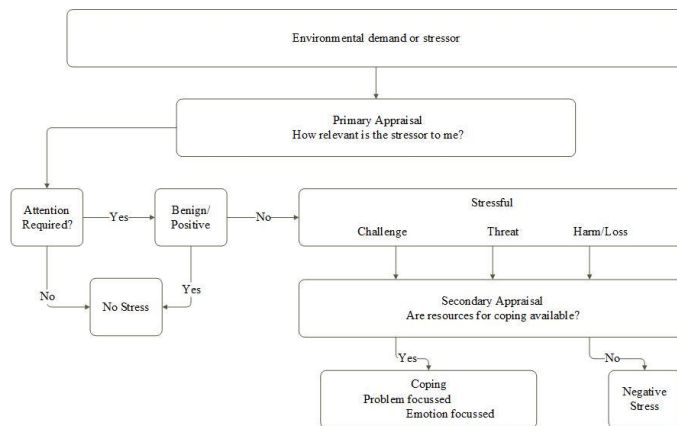 Environmental demand or stressor
Primary Appraisal
How relevant is the stressor to me?
Attention
Required?
Yes
Benign/
Positive
No
Stressful
Challenge
Threat
Harm/Loss
No
Yes
No Stress
Secondary Appraisal
Are resources for coping available?
Yes
No
Coping
Problem focussed
Emotion focussed
Negative
Stress